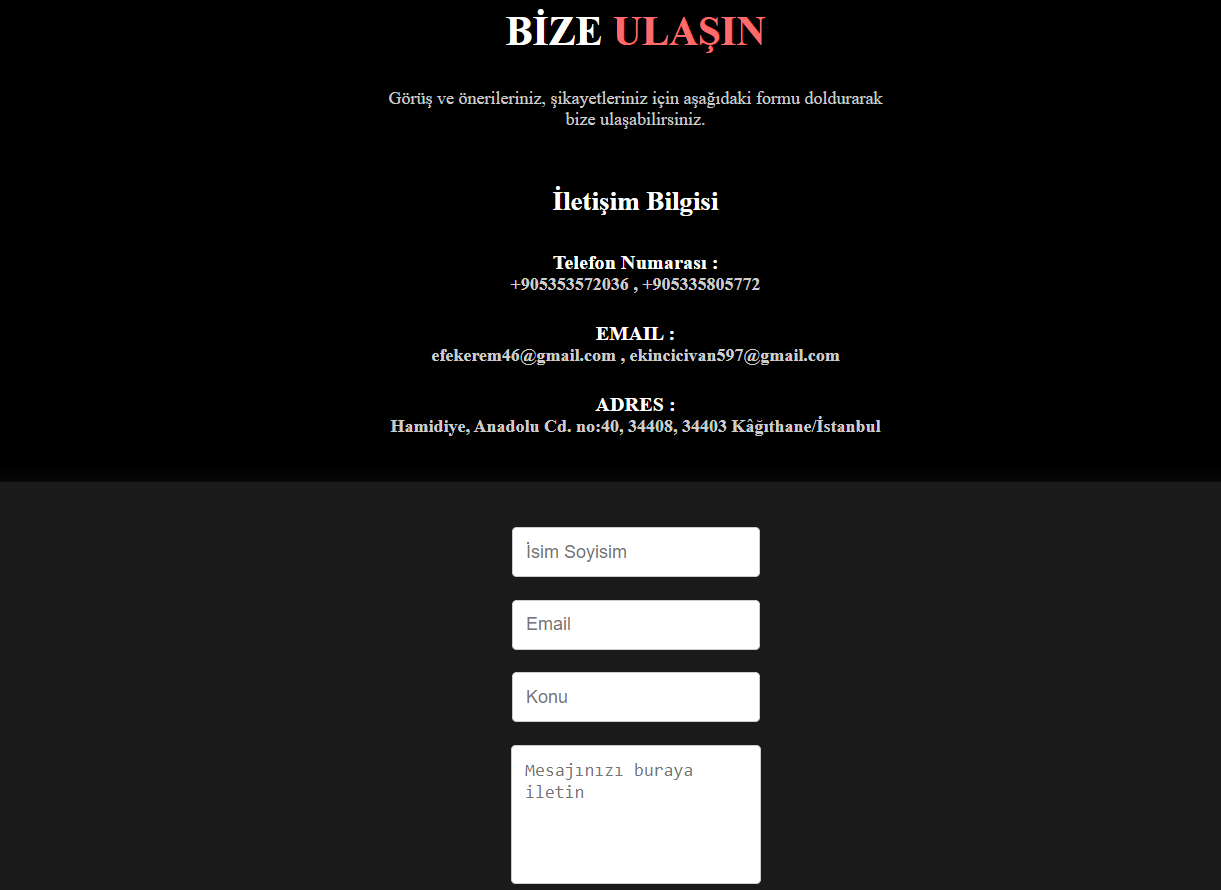 BİZE ULAŞIN
Görüş ve önerileriniz, şikayetleriniz için aşağıdaki formu doldurarak
bize ulaşabilirsiniz.
İletişim Bilgisi
Telefon Numarası :
+905353572036 , +905335805772
EMAIL :
efekerem46@gmail.com , ekincicivan597@gmail.com
ADRES :
Hamidiye, Anadolu Cd. no:40, 34408, 34403 Kâğıthane/İstanbul
İsim Soyisim
Email
Konu
Mesajınızı buraya
iletin